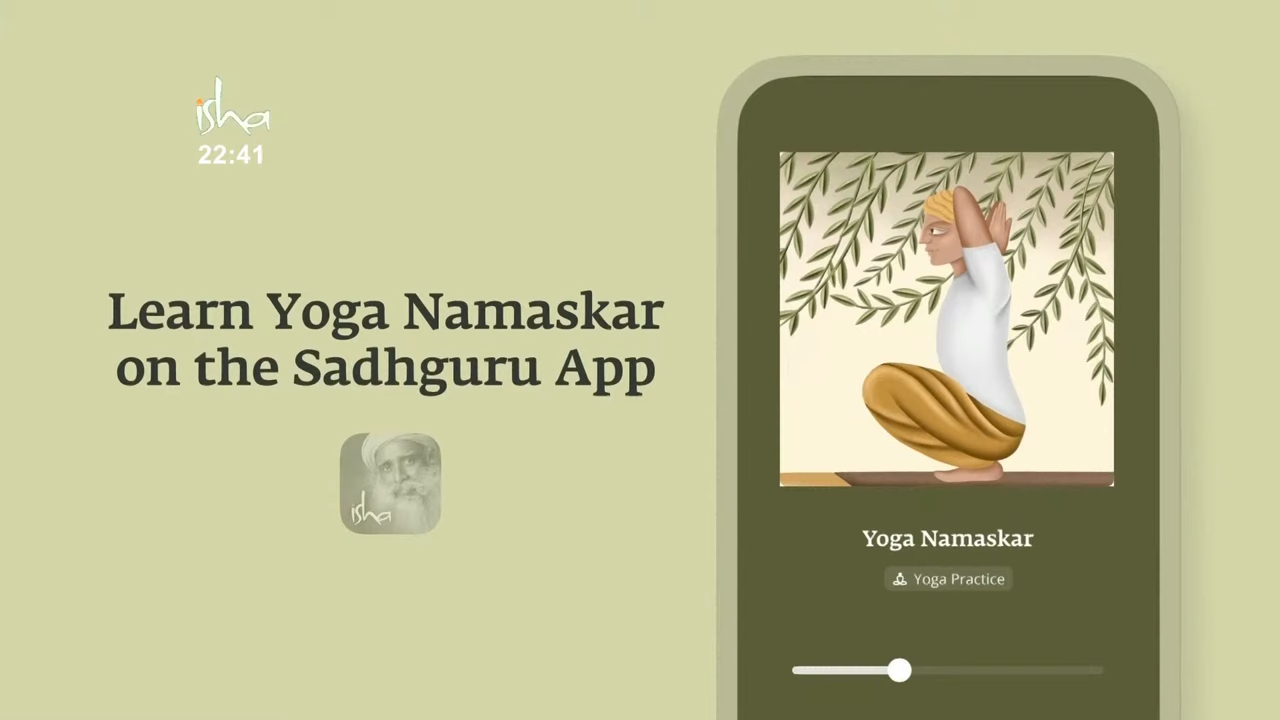 isha
22:41
Learn Yoga Namaskar
on the Sadhguru App
isha
Yoga Namaskar
Yoga Practice